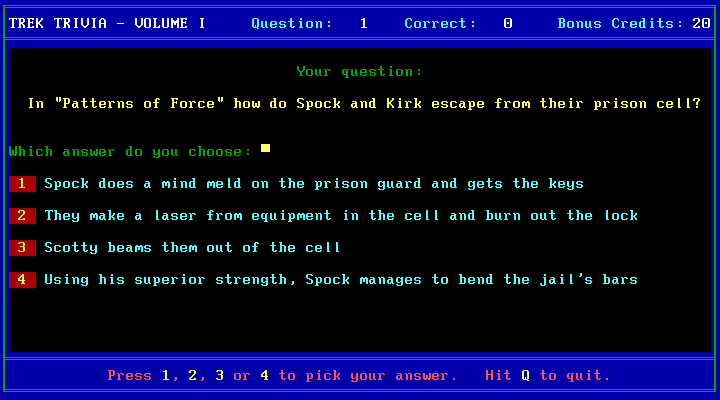 TREK TRIVIA - VOLUME I Question: 1 Correct: 0 Bonus Credits: 20
Your question:
In "Patterns of Force" how do Spock and Kirk escape from their prison cell?
Which answer do you choose:
1 Spock does a mind meld on the prison guard and gets the keys
2 They make a laser from equipment in the cell and burn out the lock
3 Scotty beams them out of the cell
4 Using his superior strength, Spock manages to bend the jail's bars
Press 1, 2, 3 or 4 to pick your answer. Hit Q to quit.